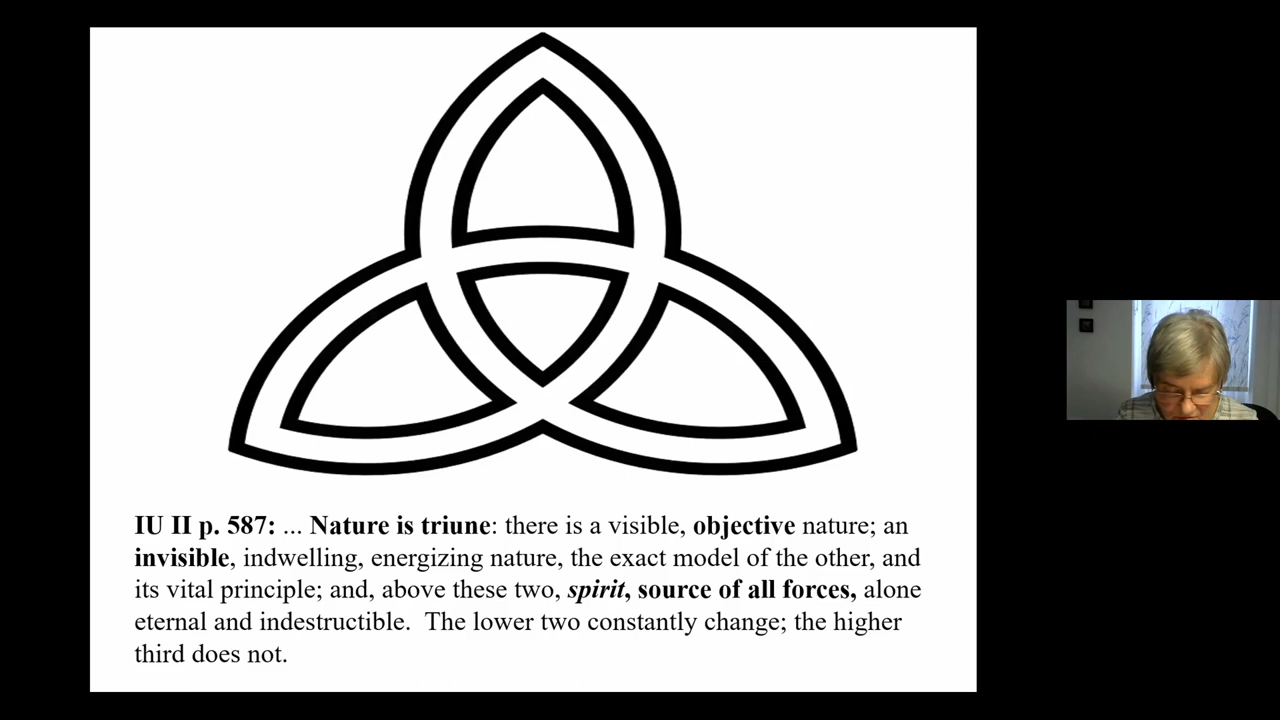 IU II p. 587: ... Nature is triune: there is a visible, objective nature; an
invisible, indwelling, energizing nature, the exact model of the other, and
its vital principle; and, above these two, spirit, source of all forces, alone
eternal and indestructible.  The lower two constantly change; the higher
third does not.